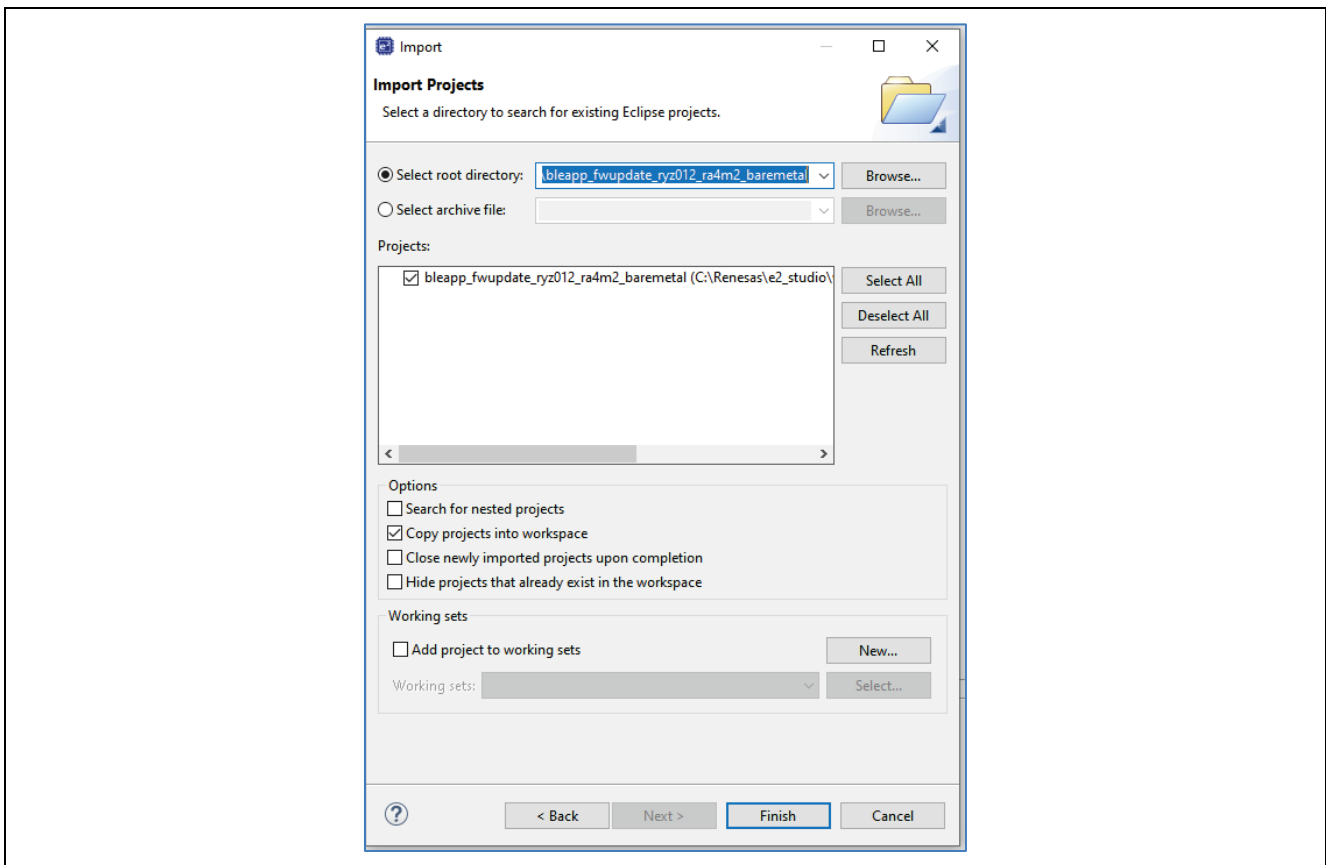 Import
Import Projects
Select a directory to search for existing Eclipse projects.
Select root directory: \bleapp_fwupdate_ryz012_ra4m2_baremetal Browse...
Select archive file: Browse...
Projects:
bleapp_fwupdate_ryz012_ra4m2_baremetal (C:\Renesas\e2_studio\ Select All
Deselect All
Refresh
Options
Search for nested projects
Copy projects into workspace
Close newly imported projects upon completion
Hide projects that already exist in the workspace
Working sets
Add project to working sets New...
Working sets: Select...
? < Back Next > Finish Cancel